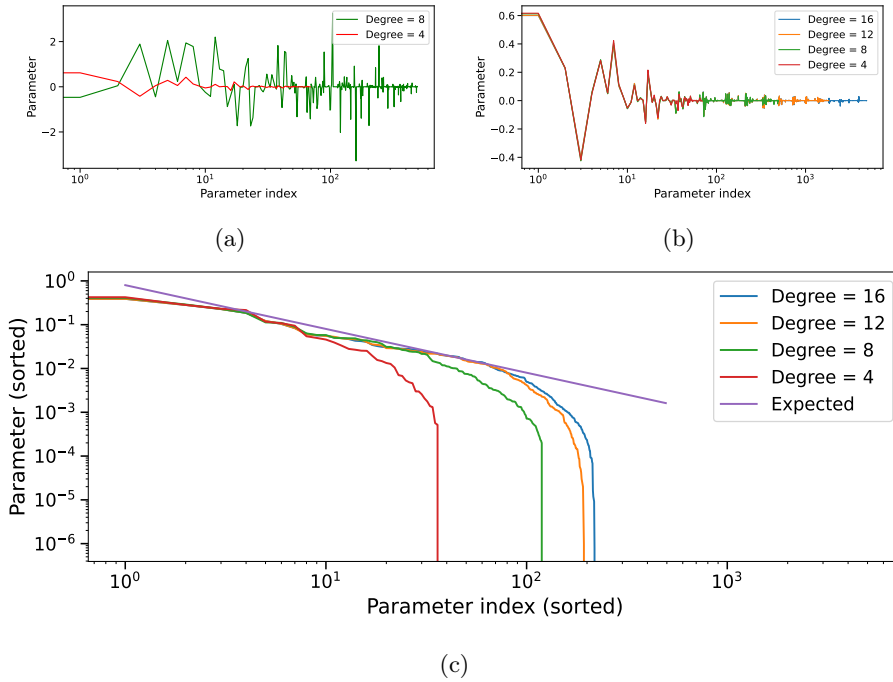 Degree = 8
Degree = 4
Parameter
2
0
−2
10^0
10^1
10^2
Parameter index
(a)
Degree = 16
Degree = 12
Degree = 8
Degree = 4
Parameter
0.6
0.4
0.2
0.0
−0.2
−0.4
10^0
10^1
10^2
10^3
Parameter index
(b)
Degree = 16
Degree = 12
Degree = 8
Degree = 4
Expected
Parameter (sorted)
10^0
10^−1
10^−2
10^−3
10^−4
10^−5
10^−6
10^0
10^1
10^2
10^3
Parameter index (sorted)
(c)